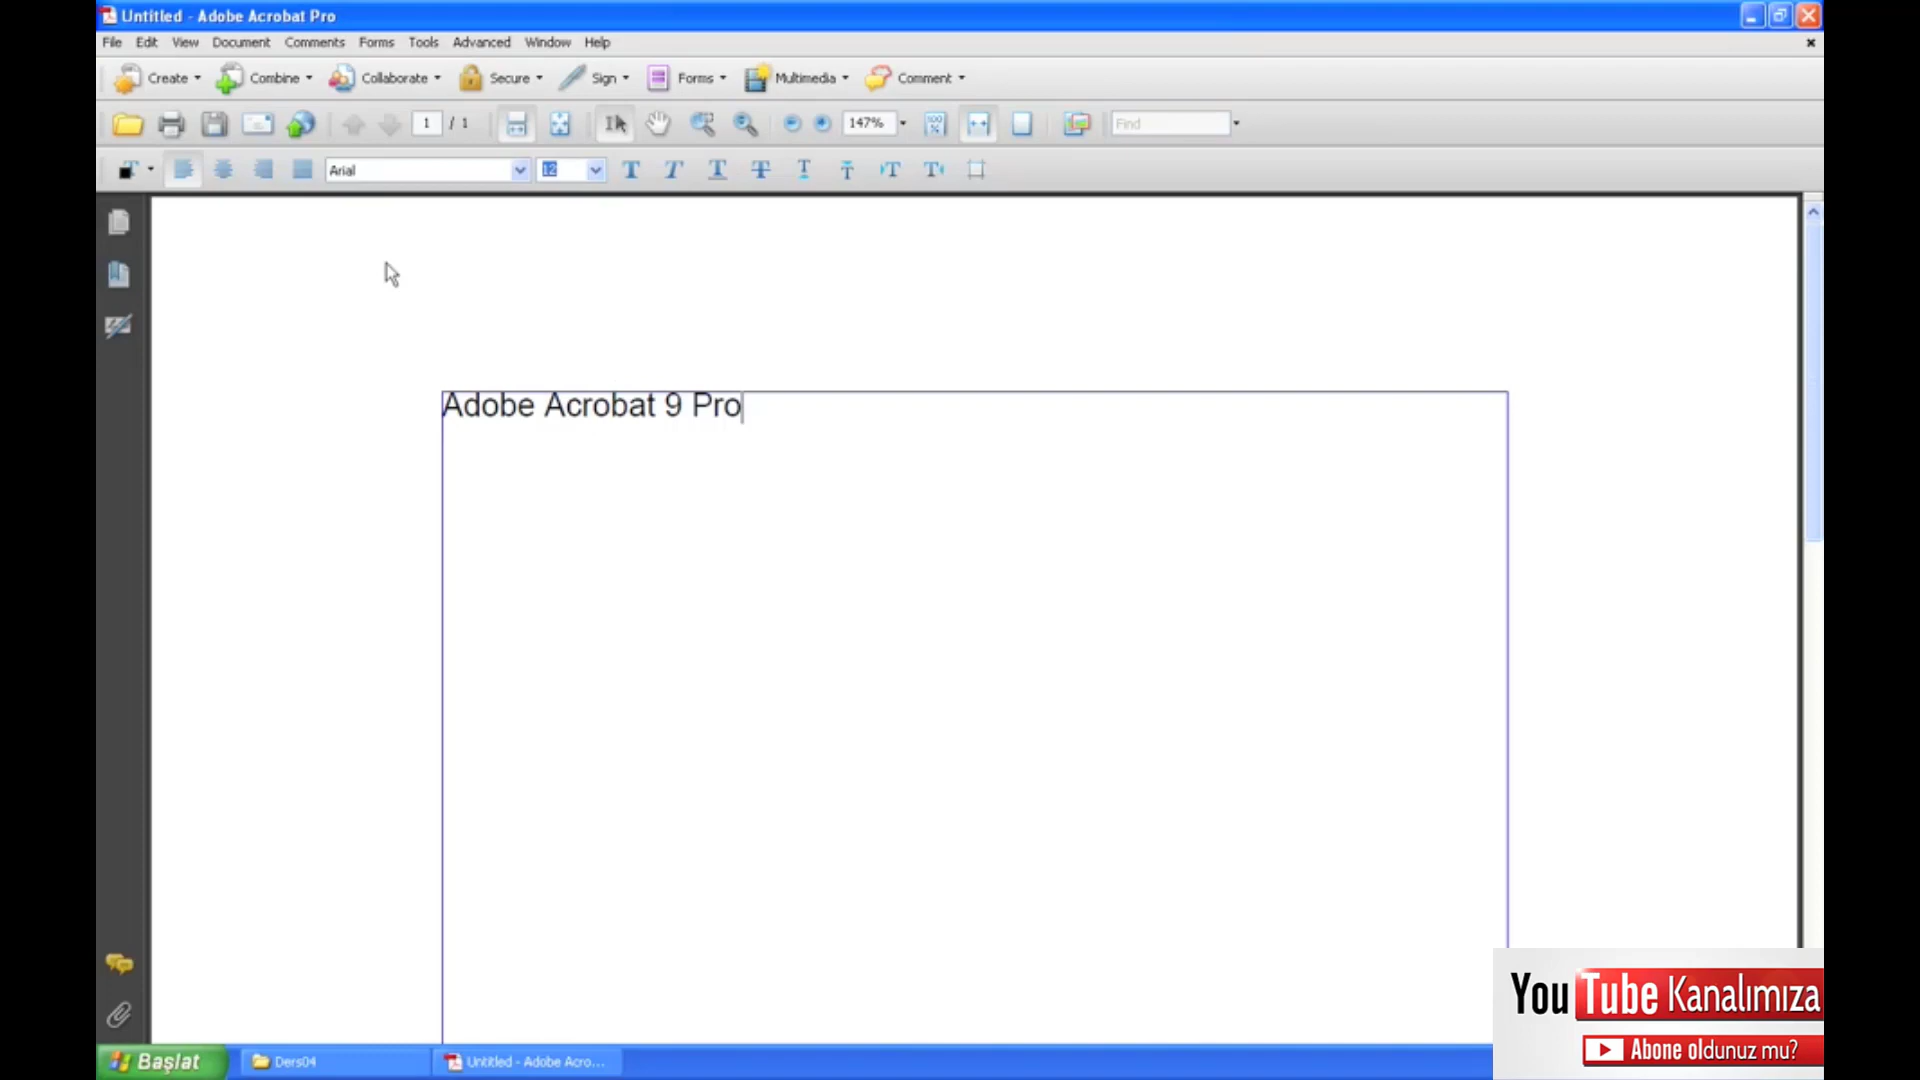 Untitled - Adobe Acrobat Pro
File Edit View Document Comments Forms Tools Advanced Window Help
Create Combine Collaborate Secure Sign Forms Multimedia Comment
1 / 1 147% Find
Arial 12
Adobe Acrobat 9 Pro
You Tube Kanalımıza
Abone oldunuz mu?
Başlat Ders04 Untitled - Adobe Acro...